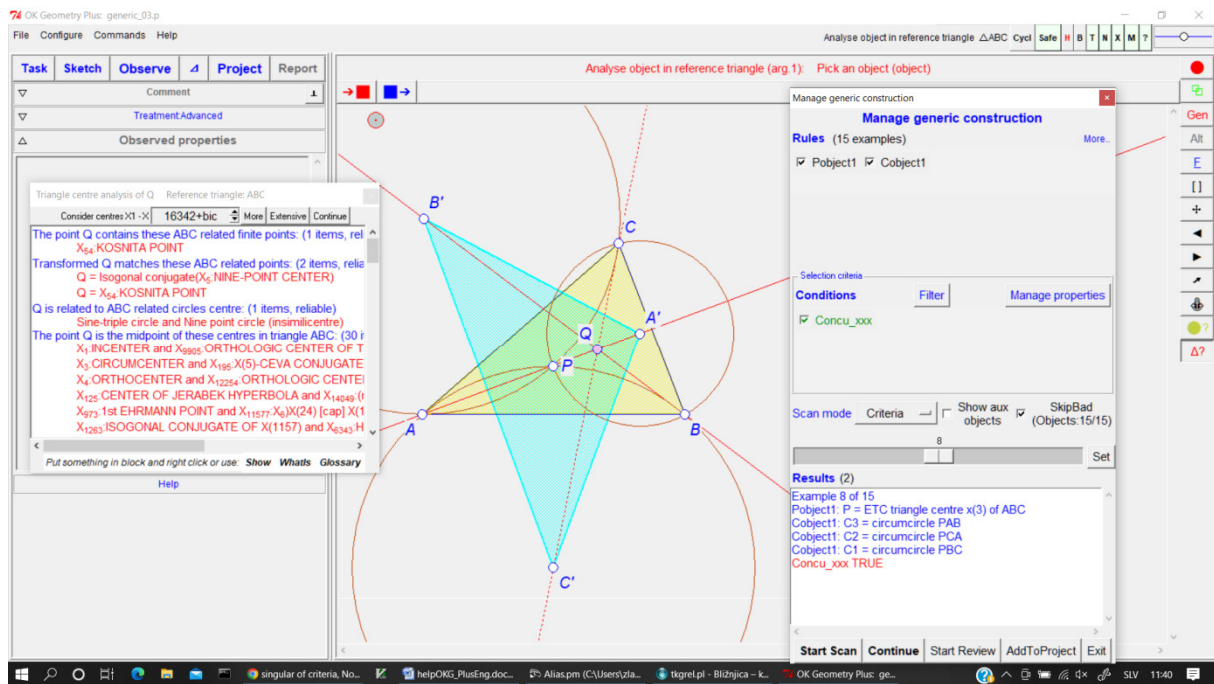 OK Geometry Plus: generic_03.p
File Configure Commands Help
Analyse object in reference triangle △ABC Cycl Safe H B T N X M ?
Task Sketch Observe Project Report
Analyse object in reference triangle (arg.1): Pick an object (object)
Comment
Treatment:Advanced
Observed properties
Gen
Alt
F
[ ]
?
Δ?
Triangle centre analysis of Q Reference triangle: ABC
Consider centres X1 -X 16342+bic More Extensive Continue
The point Q contains these ABC related finite points: (1 items, rel
X54:KOSNITA POINT
Transformed Q matches these ABC related points: (2 items, relia
Q = Isogonal conjugate(X5:NINE-POINT CENTER)
Q = X54:KOSNITA POINT
Q is related to ABC related circles centre: (1 items, reliable)
Sine-triple circle and Nine point circle (insimilicentre)
The point Q is the midpoint of these centres in triangle ABC: (30 i
X1:INCENTER and X9905:ORTHOLOGIC CENTER OF T
X3:CIRCUMCENTER and X195:X(5)-CEVA CONJUGATE
X4:ORTHOCENTER and X12254:ORTHOLOGIC CENTE
X125:CENTER OF JERABEK HYPERBOLA and X14049:(
X973:1st EHRMANN POINT and X11577:X6)X(24) [cap] X(1
X1263:ISOGONAL CONJUGATE OF X(1157) and X6343:H
Put something in block and right click or use: Show WhatIs Glossary
Help
B'
C
A'
Q
P
A
B
C'
Manage generic construction
Manage generic construction
Rules (15 examples)
More..
Pobject1 Cobject1
Selection criteria
Conditions Filter Manage properties
Concu_xxx
Scan mode Criteria Show aux objects SkipBad (Objects:15/15)
8
Set
Results (2)
Example 8 of 15
Pobject1: P = ETC triangle centre x(3) of ABC
Cobject1: C3 = circumcircle PAB
Cobject1: C2 = circumcircle PCA
Cobject1: C1 = circumcircle PBC
Concu_xxx TRUE
Start Scan Continue Start Review AddToProject Exit
singular of criteria, No... helpOKG_PlusEng.doc... Alias.pm (C:\Users\zla... tkgrel.pl - Bližnjica – k... OK Geometry Plus: ge... SLV 11:40